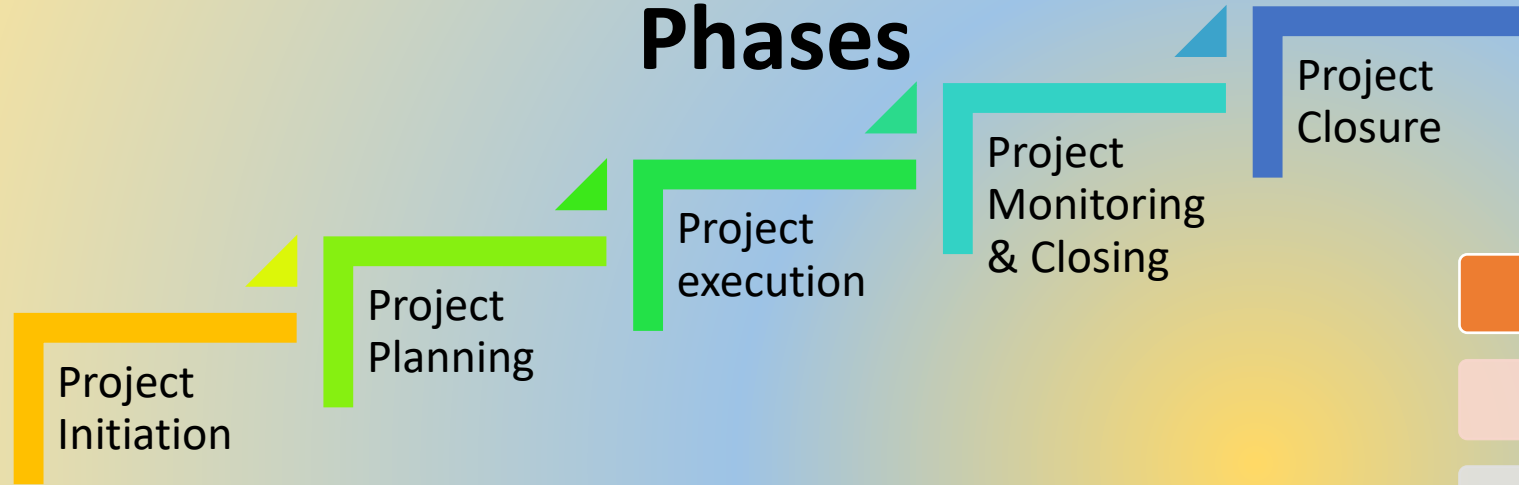 Phases
Project
Initiation
Project
Planning
Project
execution
Project
Monitoring
& Closing
Project
Closure